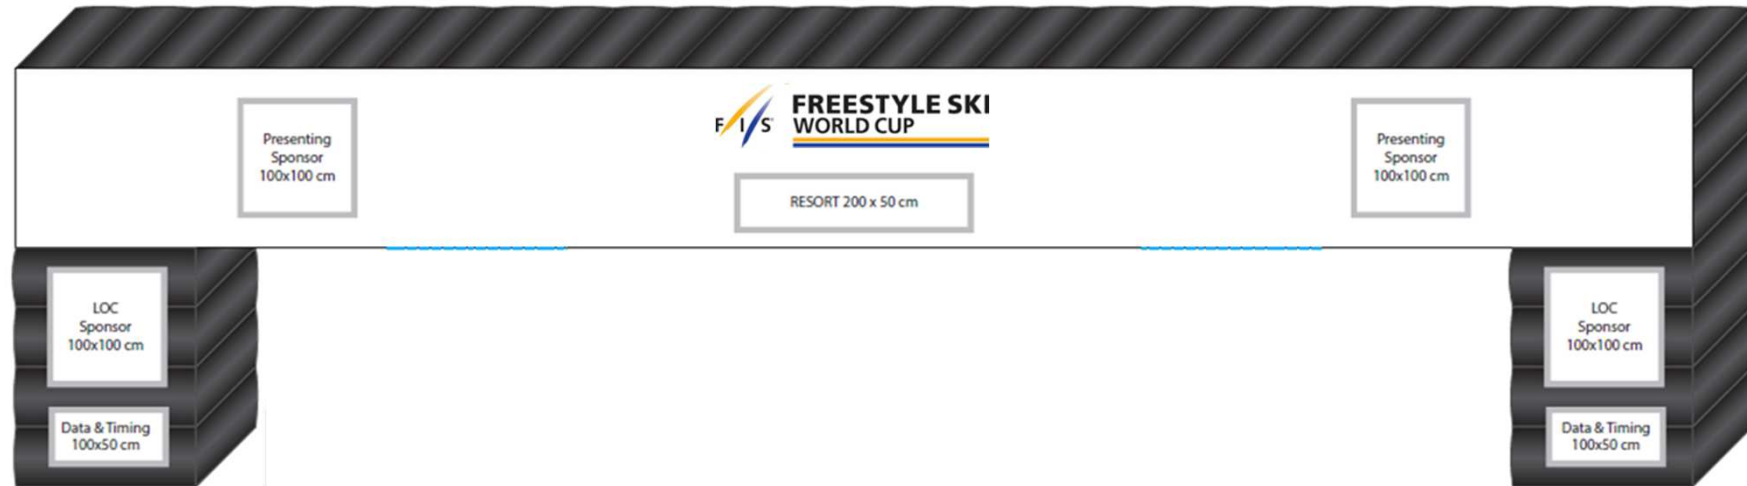 FIS
FREESTYLE SKI
WORLD CUP
Presenting
Sponsor
100x100 cm
RESORT 200 x 50 cm
Presenting
Sponsor
100x100 cm
LOC
Sponsor
100x100 cm
Data & Timing
100x50 cm
LOC
Sponsor
100x100 cm
Data & Timing
100x50 cm